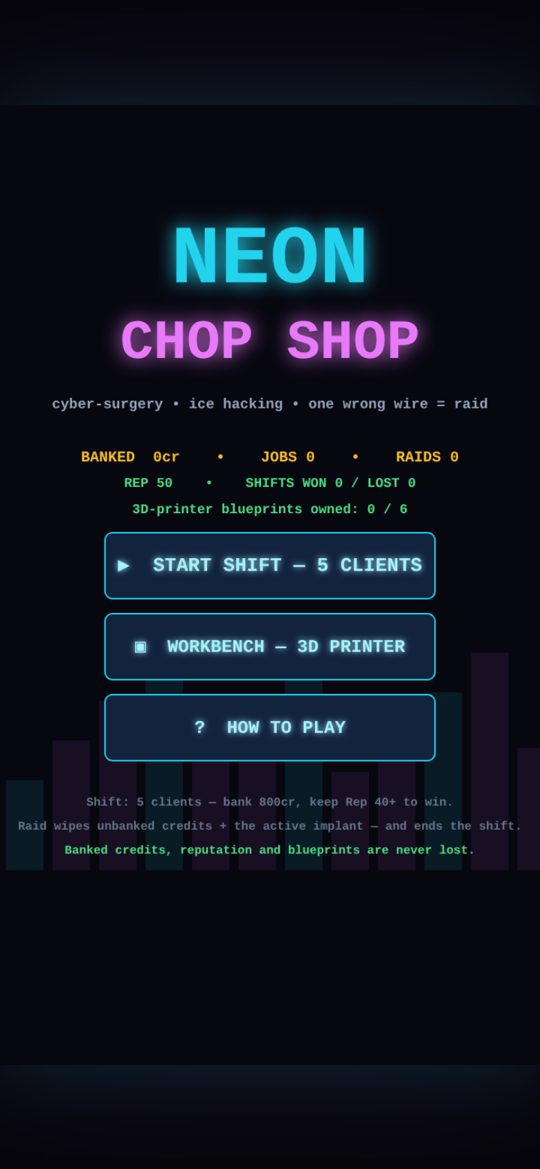 NEON
CHOP SHOP
cyber-surgery • ice hacking • one wrong wire = raid
BANKED 0cr • JOBS 0 • RAIDS 0
REP 50 • SHIFTS WON 0 / LOST 0
3D-printer blueprints owned: 0 / 6
▶ START SHIFT — 5 CLIENTS
▣ WORKBENCH — 3D PRINTER
? HOW TO PLAY
Shift: 5 clients — bank 800cr, keep Rep 40+ to win.
Raid wipes unbanked credits + the active implant — and ends the shift.
Banked credits, reputation and blueprints are never lost.